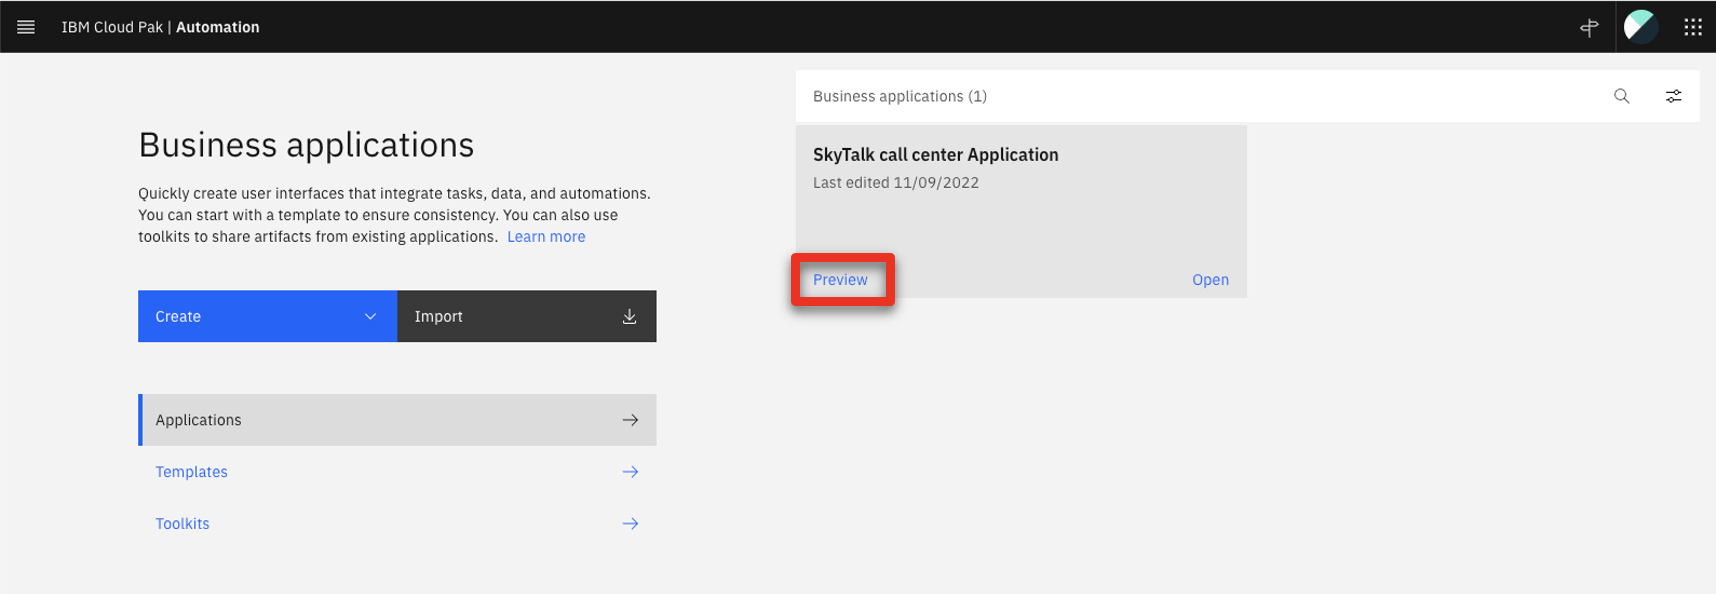 IBM Cloud Pak | Automation
Business applications
Quickly create user interfaces that integrate tasks, data, and automations.
You can start with a template to ensure consistency. You can also use
toolkits to share artifacts from existing applications. Learn more
Create
Import
Applications
Templates
Toolkits
Business applications (1)
SkyTalk call center Application
Last edited 11/09/2022
Preview
Open